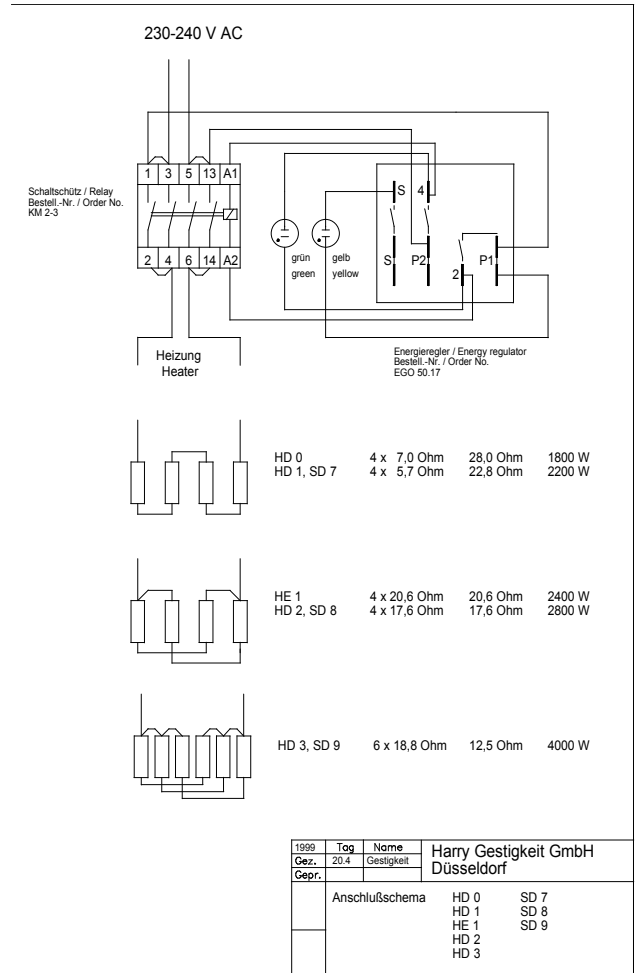 230-240 V AC
1 3 5 13 A1
Schaltschütz / Relay
Bestell.-Nr. / Order No.
KM 2-3
2 4 6 14 A2
grün
green
gelb
yellow
S 4
S P2 2 P1
Heizung
Heater
Energieregler / Energy regulator
Bestell.-Nr. / Order No.
EGO 50.17
HD 0 4 x 7,0 Ohm 28,0 Ohm 1800 W
HD 1, SD 7 4 x 5,7 Ohm 22,8 Ohm 2200 W
HE 1 4 x 20,6 Ohm 20,6 Ohm 2400 W
HD 2, SD 8 4 x 17,6 Ohm 17,6 Ohm 2800 W
HD 3, SD 9 6 x 18,8 Ohm 12,5 Ohm 4000 W
1999 Tag Name
Gez. 20.4 Gestigkeit
Gepr.
Harry Gestigkeit GmbH
Düsseldorf
Anschlußschema
HD 0 SD 7
HD 1 SD 8
HE 1 SD 9
HD 2
HD 3